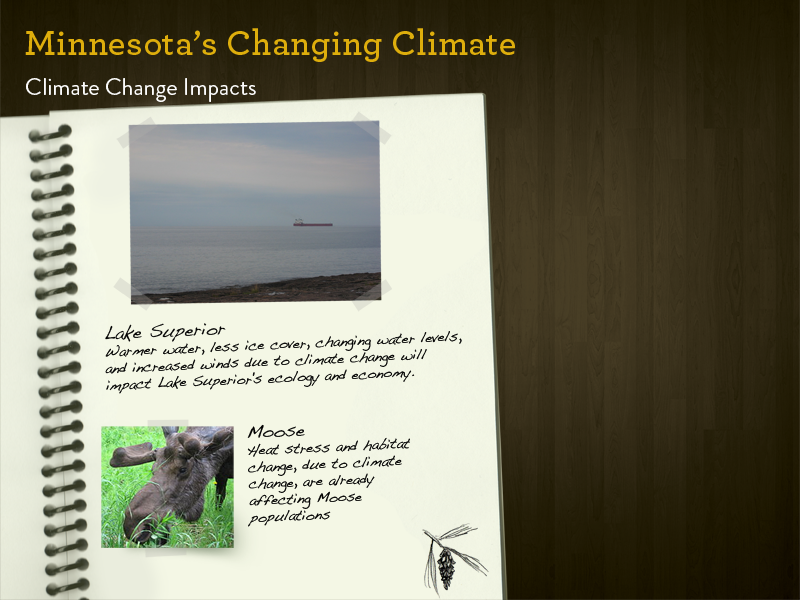 Minnesota's Changing Climate
Climate Change Impacts
Lake Superior
Warmer water, less ice cover, changing water levels,
and increased winds due to climate change will
impact Lake Superior's ecology and economy.
Moose
Heat stress and habitat
change, due to climate
change, are already
affecting Moose
populations